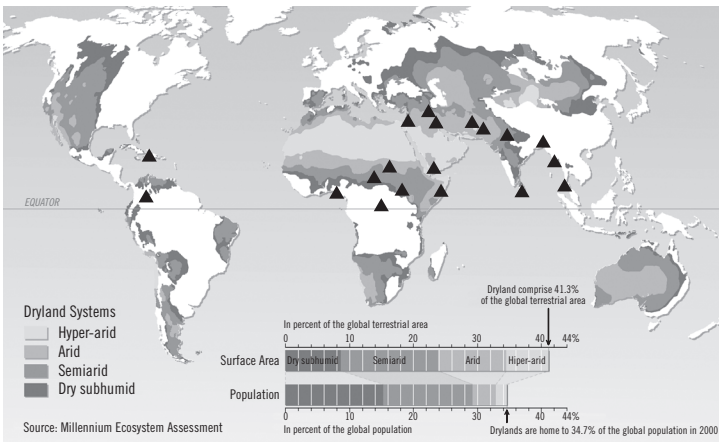 EQUATOR
Dryland Systems
Hyper-arid
Arid
Semiarid
Dry subhumid
Source: Millennium Ecosystem Assessment
Dryland comprise 41.3%
of the global terrestrial area
In percent of the global terrestrial area
0 10 20 30 40 44%
Surface Area
Dry subhumid Semiarid Arid Hyper-arid
Population
0 10 20 30 40 44%
In percent of the global population
Drylands are home to 34.7% of the global population in 2000